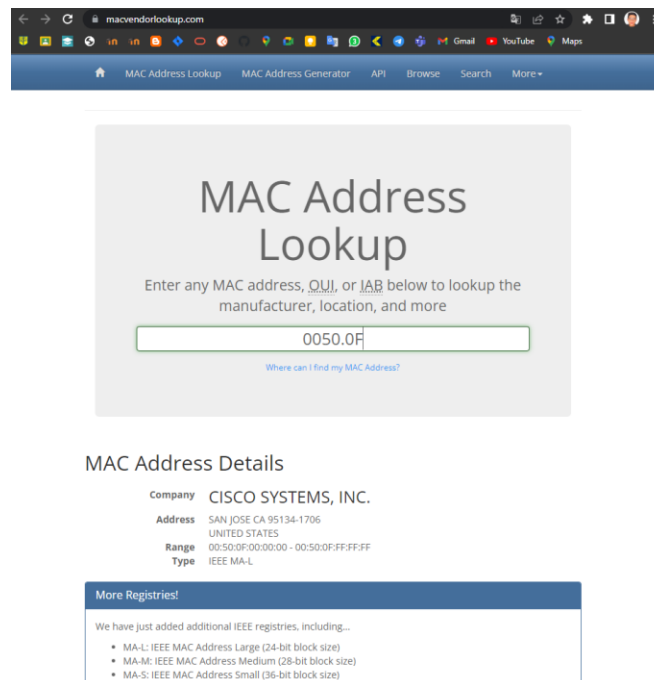 macvendorlookup.com
Gmail YouTube Maps
MAC Address Lookup MAC Address Generator API Browse Search More
MAC Address
Lookup
Enter any MAC address, OUI, or IAB below to lookup the
manufacturer, location, and more
0050.0F
Where can I find my MAC Address?
MAC Address Details
Company CISCO SYSTEMS, INC.
Address SAN JOSE CA 95134-1706
UNITED STATES
Range 00:50:0F:00:00:00 - 00:50:0F:FF:FF:FF
Type IEEE MA-L
More Registries!
We have just added additional IEEE registries, including...
• MA-L: IEEE MAC Address Large (24-bit block size)
• MA-M: IEEE MAC Address Medium (28-bit block size)
• MA-S: IEEE MAC Address Small (36-bit block size)